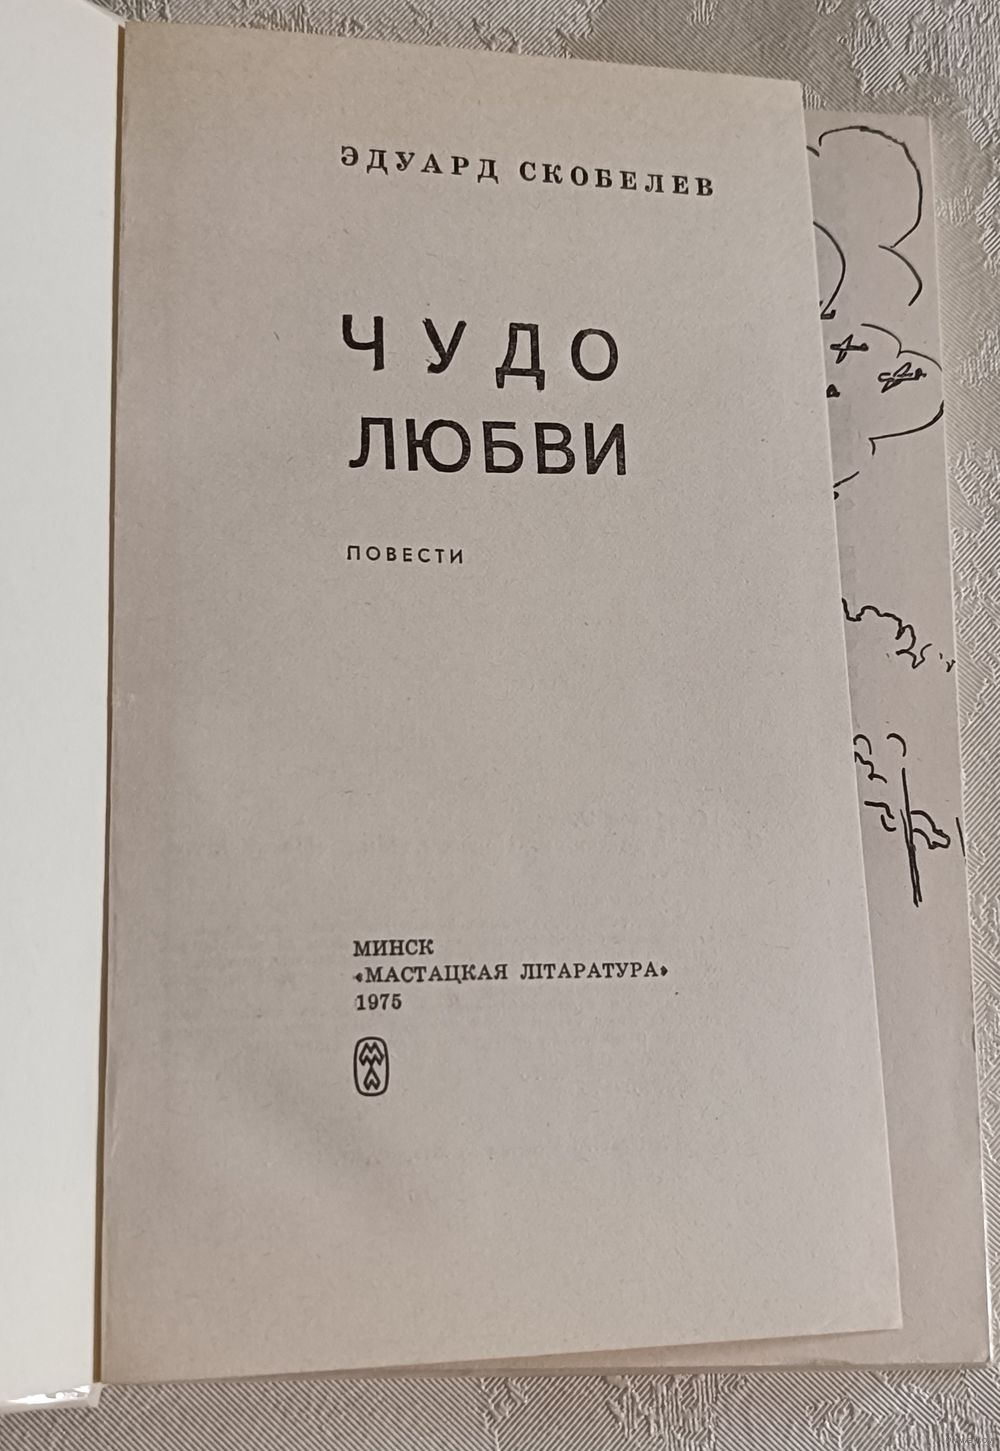 ЭДУАРД СКОБЕЛЕВ
ЧУДО
ЛЮБВИ
ПОВЕСТИ
МИНСК
«МАСТАЦКАЯ ЛІТАРАТУРА»
1975